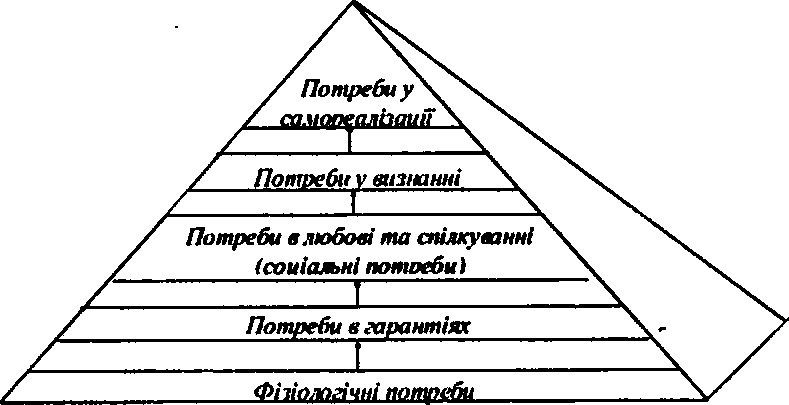 Потреби у
самореалізації
Потреби у визнанні
Потреби в любові та спілкуванні
(соціальні потреби)
Потреби в гарантіях
Фізіологічні потреби